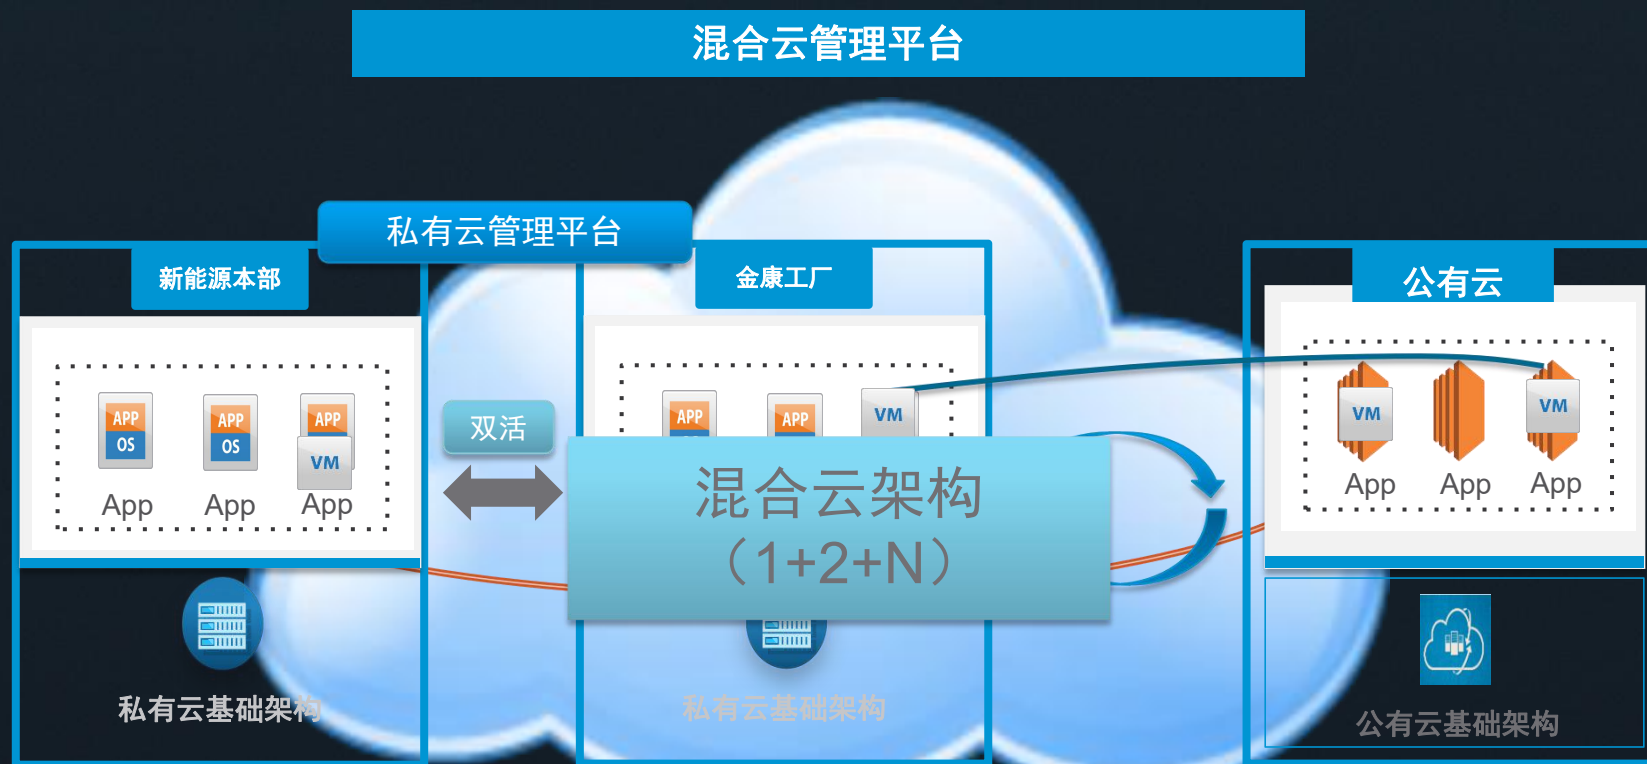 混合云管理平台
私有云管理平台
新能源本部
金康工厂
公有云
APP
OS
App
APP
OS
App
APP
VM
App
双活
APP
APP
VM
混合云架构
（1+2+N）
VM
App
App
VM
App
私有云基础架构
私有云基础架构
公有云基础架构